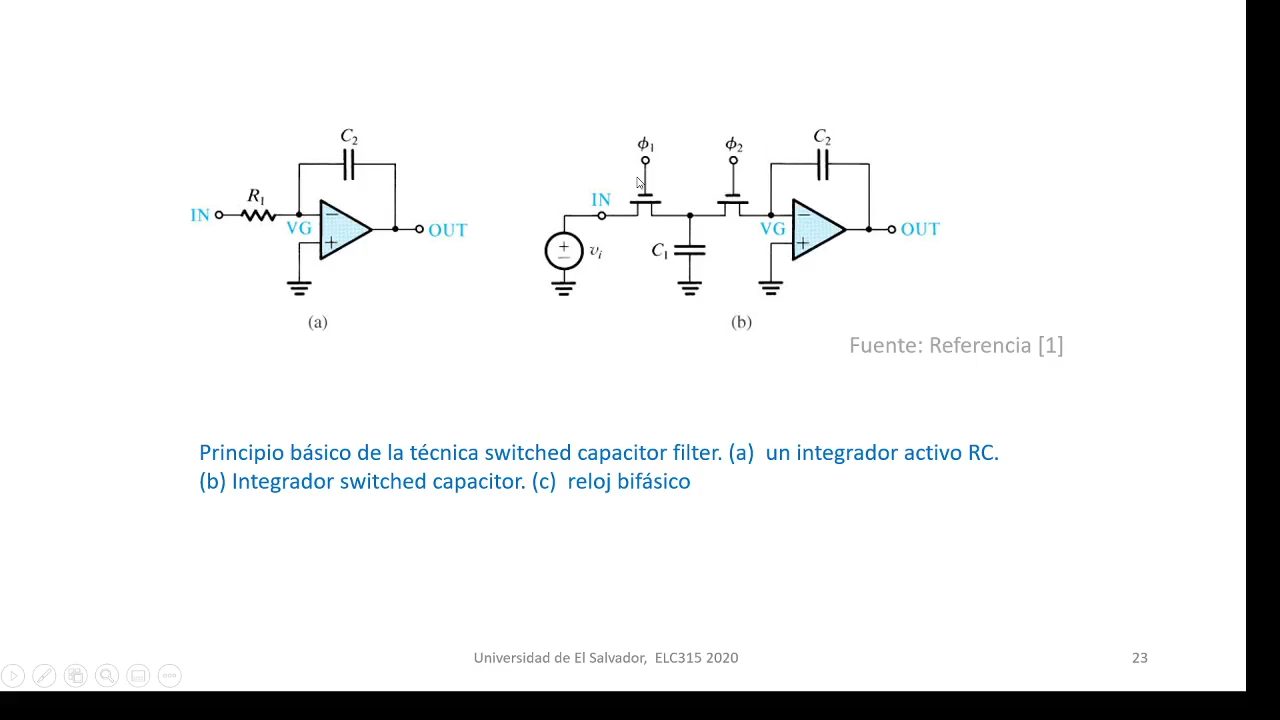 C₂
R₁
IN
VG
−
+
OUT
(a)
ϕ₁
ϕ₂
C₂
IN
+
−
vᵢ
C₁
VG
−
+
OUT
(b)
Fuente: Referencia [1]
Principio básico de la técnica switched capacitor filter. (a) un integrador activo RC.
(b) Integrador switched capacitor. (c) reloj bifásico
Universidad de El Salvador, ELC315 2020
23